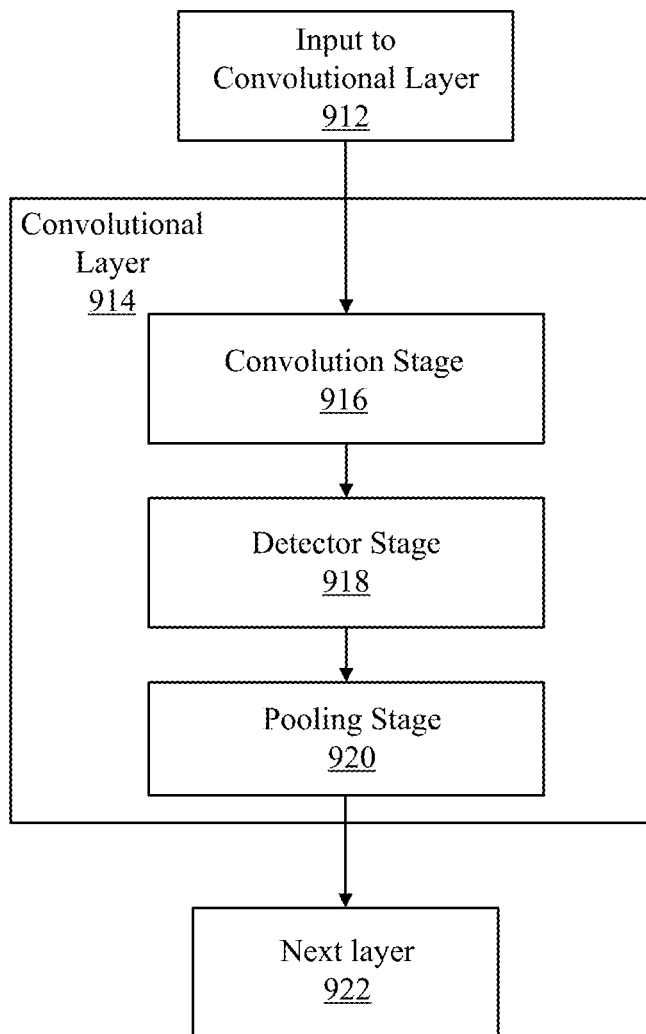 Input to
Convolutional Layer
912
Convolutional
Layer
914
Convolution Stage
916
Detector Stage
918
Pooling Stage
920
Next layer
922